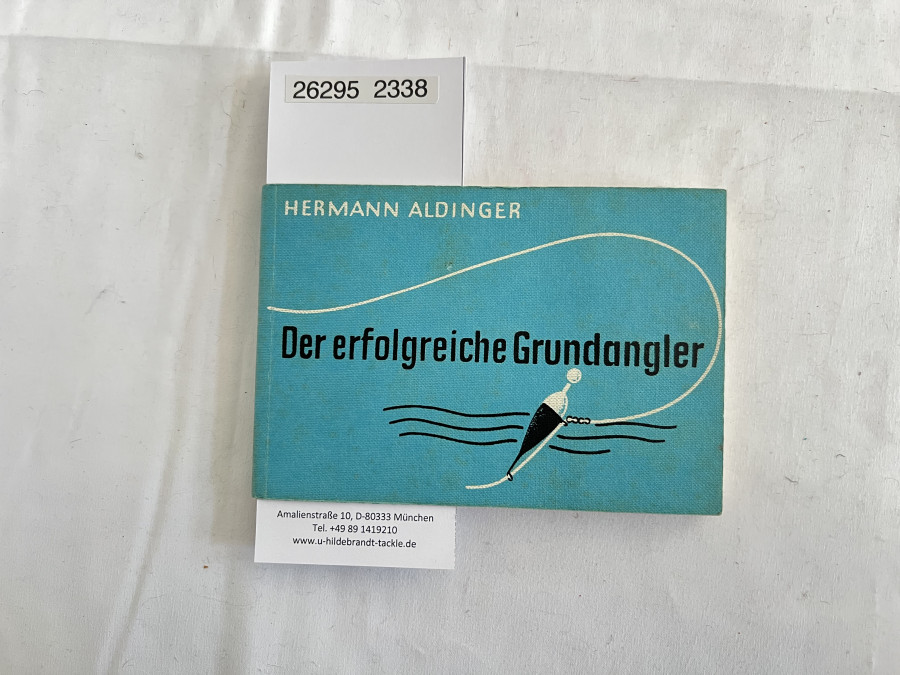 26295 2338
HERMANN ALDINGER
Der erfolgreiche Grundangler
Amalienstraße 10, D-80333 München
Tel. +49 89 1419210
www.u-hildebrandt-tackle.de